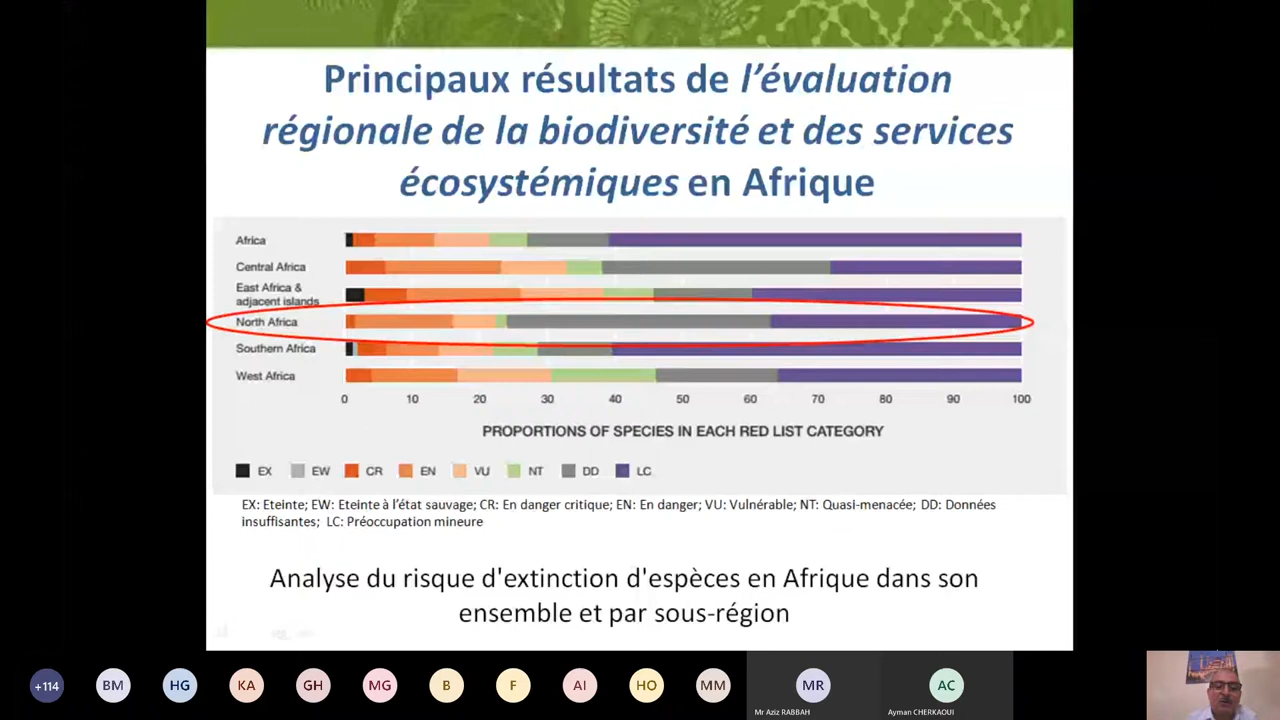 Principaux résultats de l’évaluation
régionale de la biodiversité et des services
écosystémiques en Afrique
Africa
Central Africa
East Africa &
adjacent islands
North Africa
Southern Africa
West Africa
0 10 20 30 40 50 60 70 80 90 100
PROPORTIONS OF SPECIES IN EACH RED LIST CATEGORY
EX EW CR EN VU NT DD LC
EX: Eteinte; EW: Eteinte à l’état sauvage; CR: En danger critique; EN: En danger; VU: Vulnérable; NT: Quasi-menacée; DD: Données
insuffisantes; LC: Préoccupation mineure
Analyse du risque d'extinction d'espèces en Afrique dans son
ensemble et par sous-région
+114 BM HG KA GH MG B F AI HO MM MR AC
Mr Aziz RABBAH Ayman CHERKAOUI